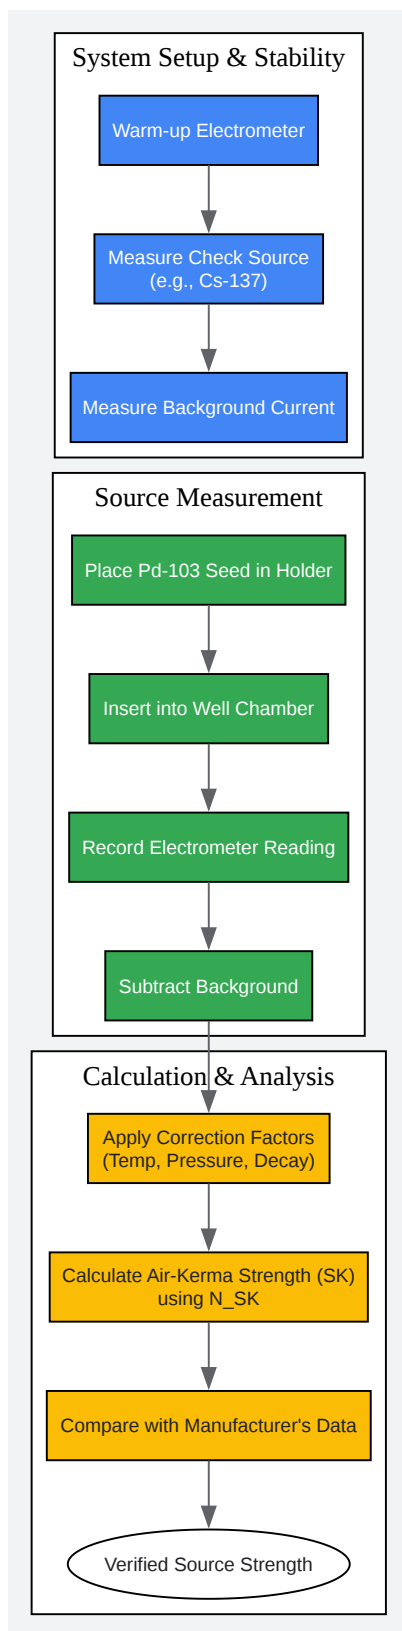 System Setup & Stability
Warm-up Electrometer
Measure Check Source
(e.g., Cs-137)
Measure Background Current
Source Measurement
Place Pd-103 Seed in Holder
Insert into Well Chamber
Record Electrometer Reading
Subtract Background
Calculation & Analysis
Apply Correction Factors
(Temp, Pressure, Decay)
Calculate Air-Kerma Strength (SK)
using N_SK
Compare with Manufacturer's Data
Verified Source Strength